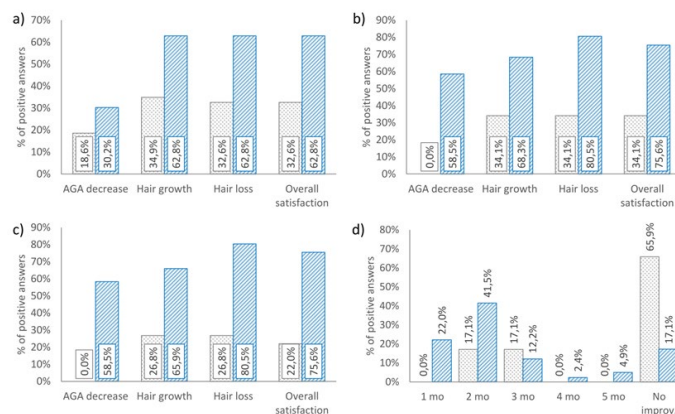 a)
% of positive answers
70%
60%
50%
40%
30%
20%
10%
0%
18,6% 30,2% 34,9% 62,8% 32,6% 62,8% 32,6% 62,8%
AGA decrease Hair growth Hair loss Overall satisfaction
b)
% of positive answers
90%
80%
70%
60%
50%
40%
30%
20%
10%
0%
0,0% 58,5% 34,1% 68,3% 34,1% 80,5% 34,1% 75,6%
AGA decrease Hair growth Hair loss Overall
satisfaction
c)
% of positive answers
90%
80%
70%
60%
50%
40%
30%
20%
10%
0%
0,0% 58,5% 26,8% 65,9% 26,8% 80,5% 22,0% 75,6%
AGA decrease Hair growth Hair loss Overall
satisfaction
d)
% of positive answers
80%
70%
60%
50%
40%
30%
20%
10%
0%
0,0% 22,0% 17,1% 41,5% 17,1% 12,2% 0,0% 2,4% 0,0% 4,9% 65,9% 17,1%
1 mo 2 mo 3 mo 4 mo 5 mo No
improv